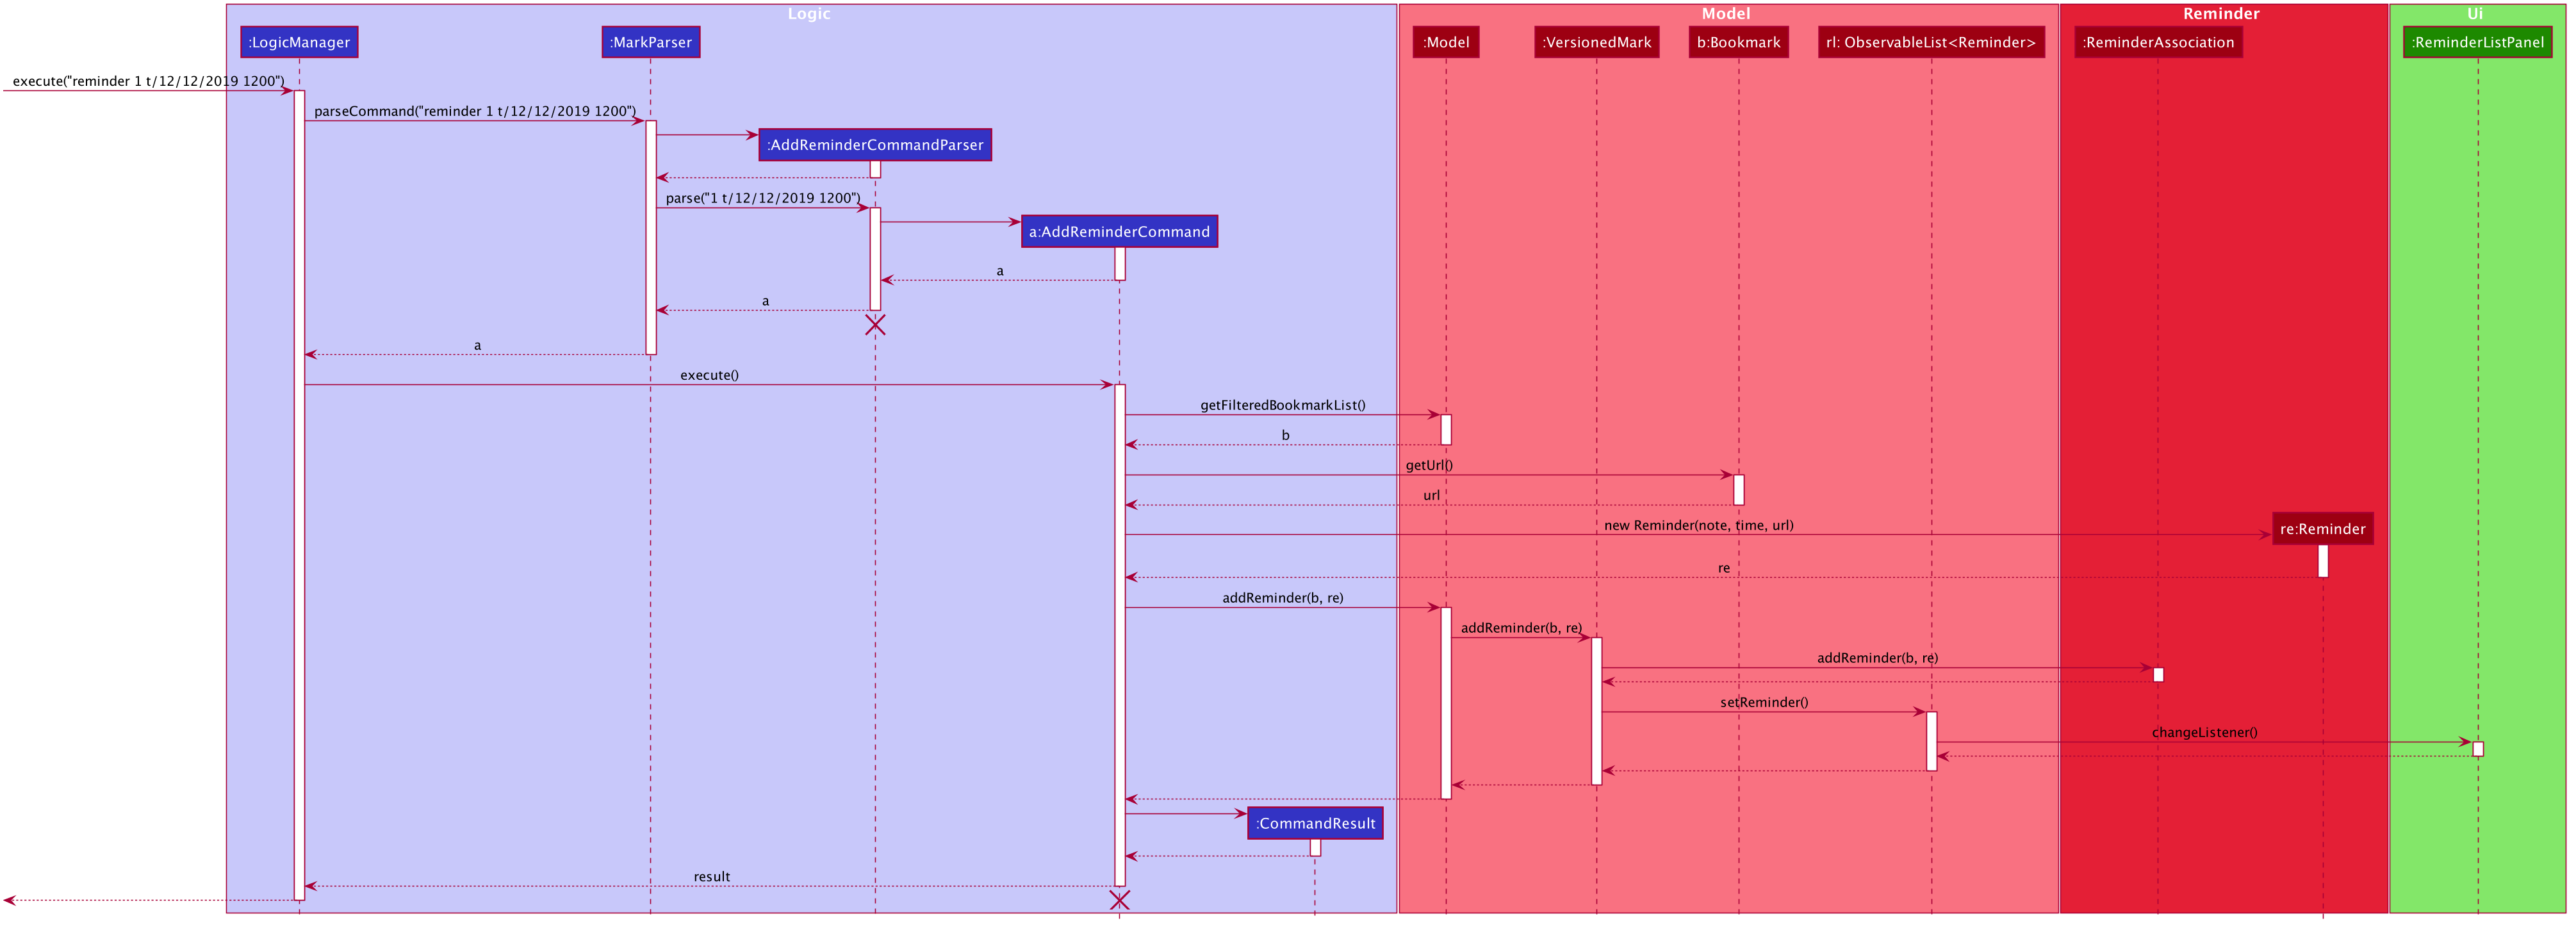 Logic
Model
Reminder
Ui
:LogicManager
:MarkParser
:Model
:VersionedMark
b:Bookmark
rl: ObservableList<Reminder>
:ReminderAssociation
:ReminderListPanel
execute("reminder 1 t/12/12/2019 1200")
parseCommand("reminder 1 t/12/12/2019 1200")
:AddReminderCommandParser
parse("1 t/12/12/2019 1200")
a:AddReminderCommand
a
a
a
execute()
getFilteredBookmarkList()
b
getUrl()
url
new Reminder(note, time, url)
re:Reminder
re
addReminder(b, re)
addReminder(b, re)
addReminder(b, re)
setReminder()
changeListener()
:CommandResult
result